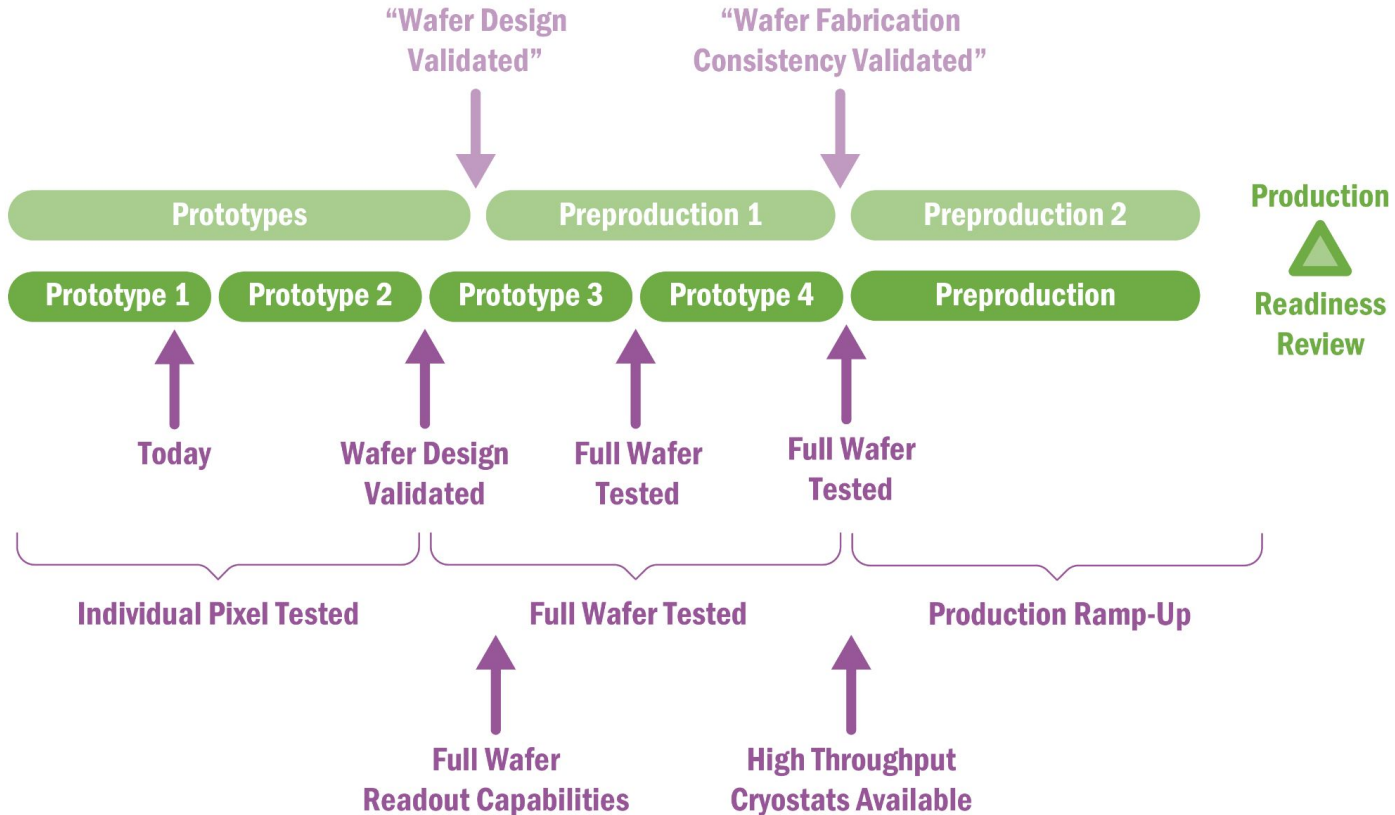 “Wafer Design
Validated”
“Wafer Fabrication
Consistency Validated”
Prototypes
Preproduction 1
Preproduction 2
Production
Readiness
Review
Prototype 1
Prototype 2
Prototype 3
Prototype 4
Preproduction
Today
Wafer Design
Validated
Full Wafer
Tested
Full Wafer
Tested
Individual Pixel Tested
Full Wafer Tested
Production Ramp-Up
Full Wafer
Readout Capabilities
High Throughput
Cryostats Available